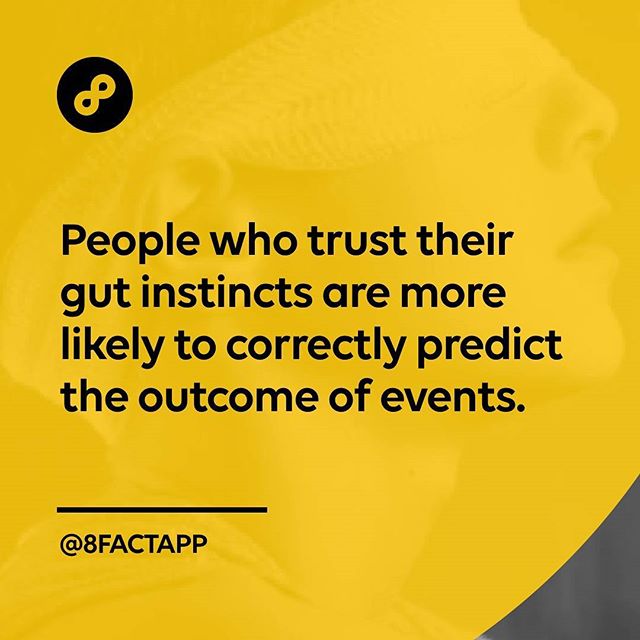 People who trust their
gut instincts are more
likely to correctly predict
the outcome of events.
@8FACTAPP